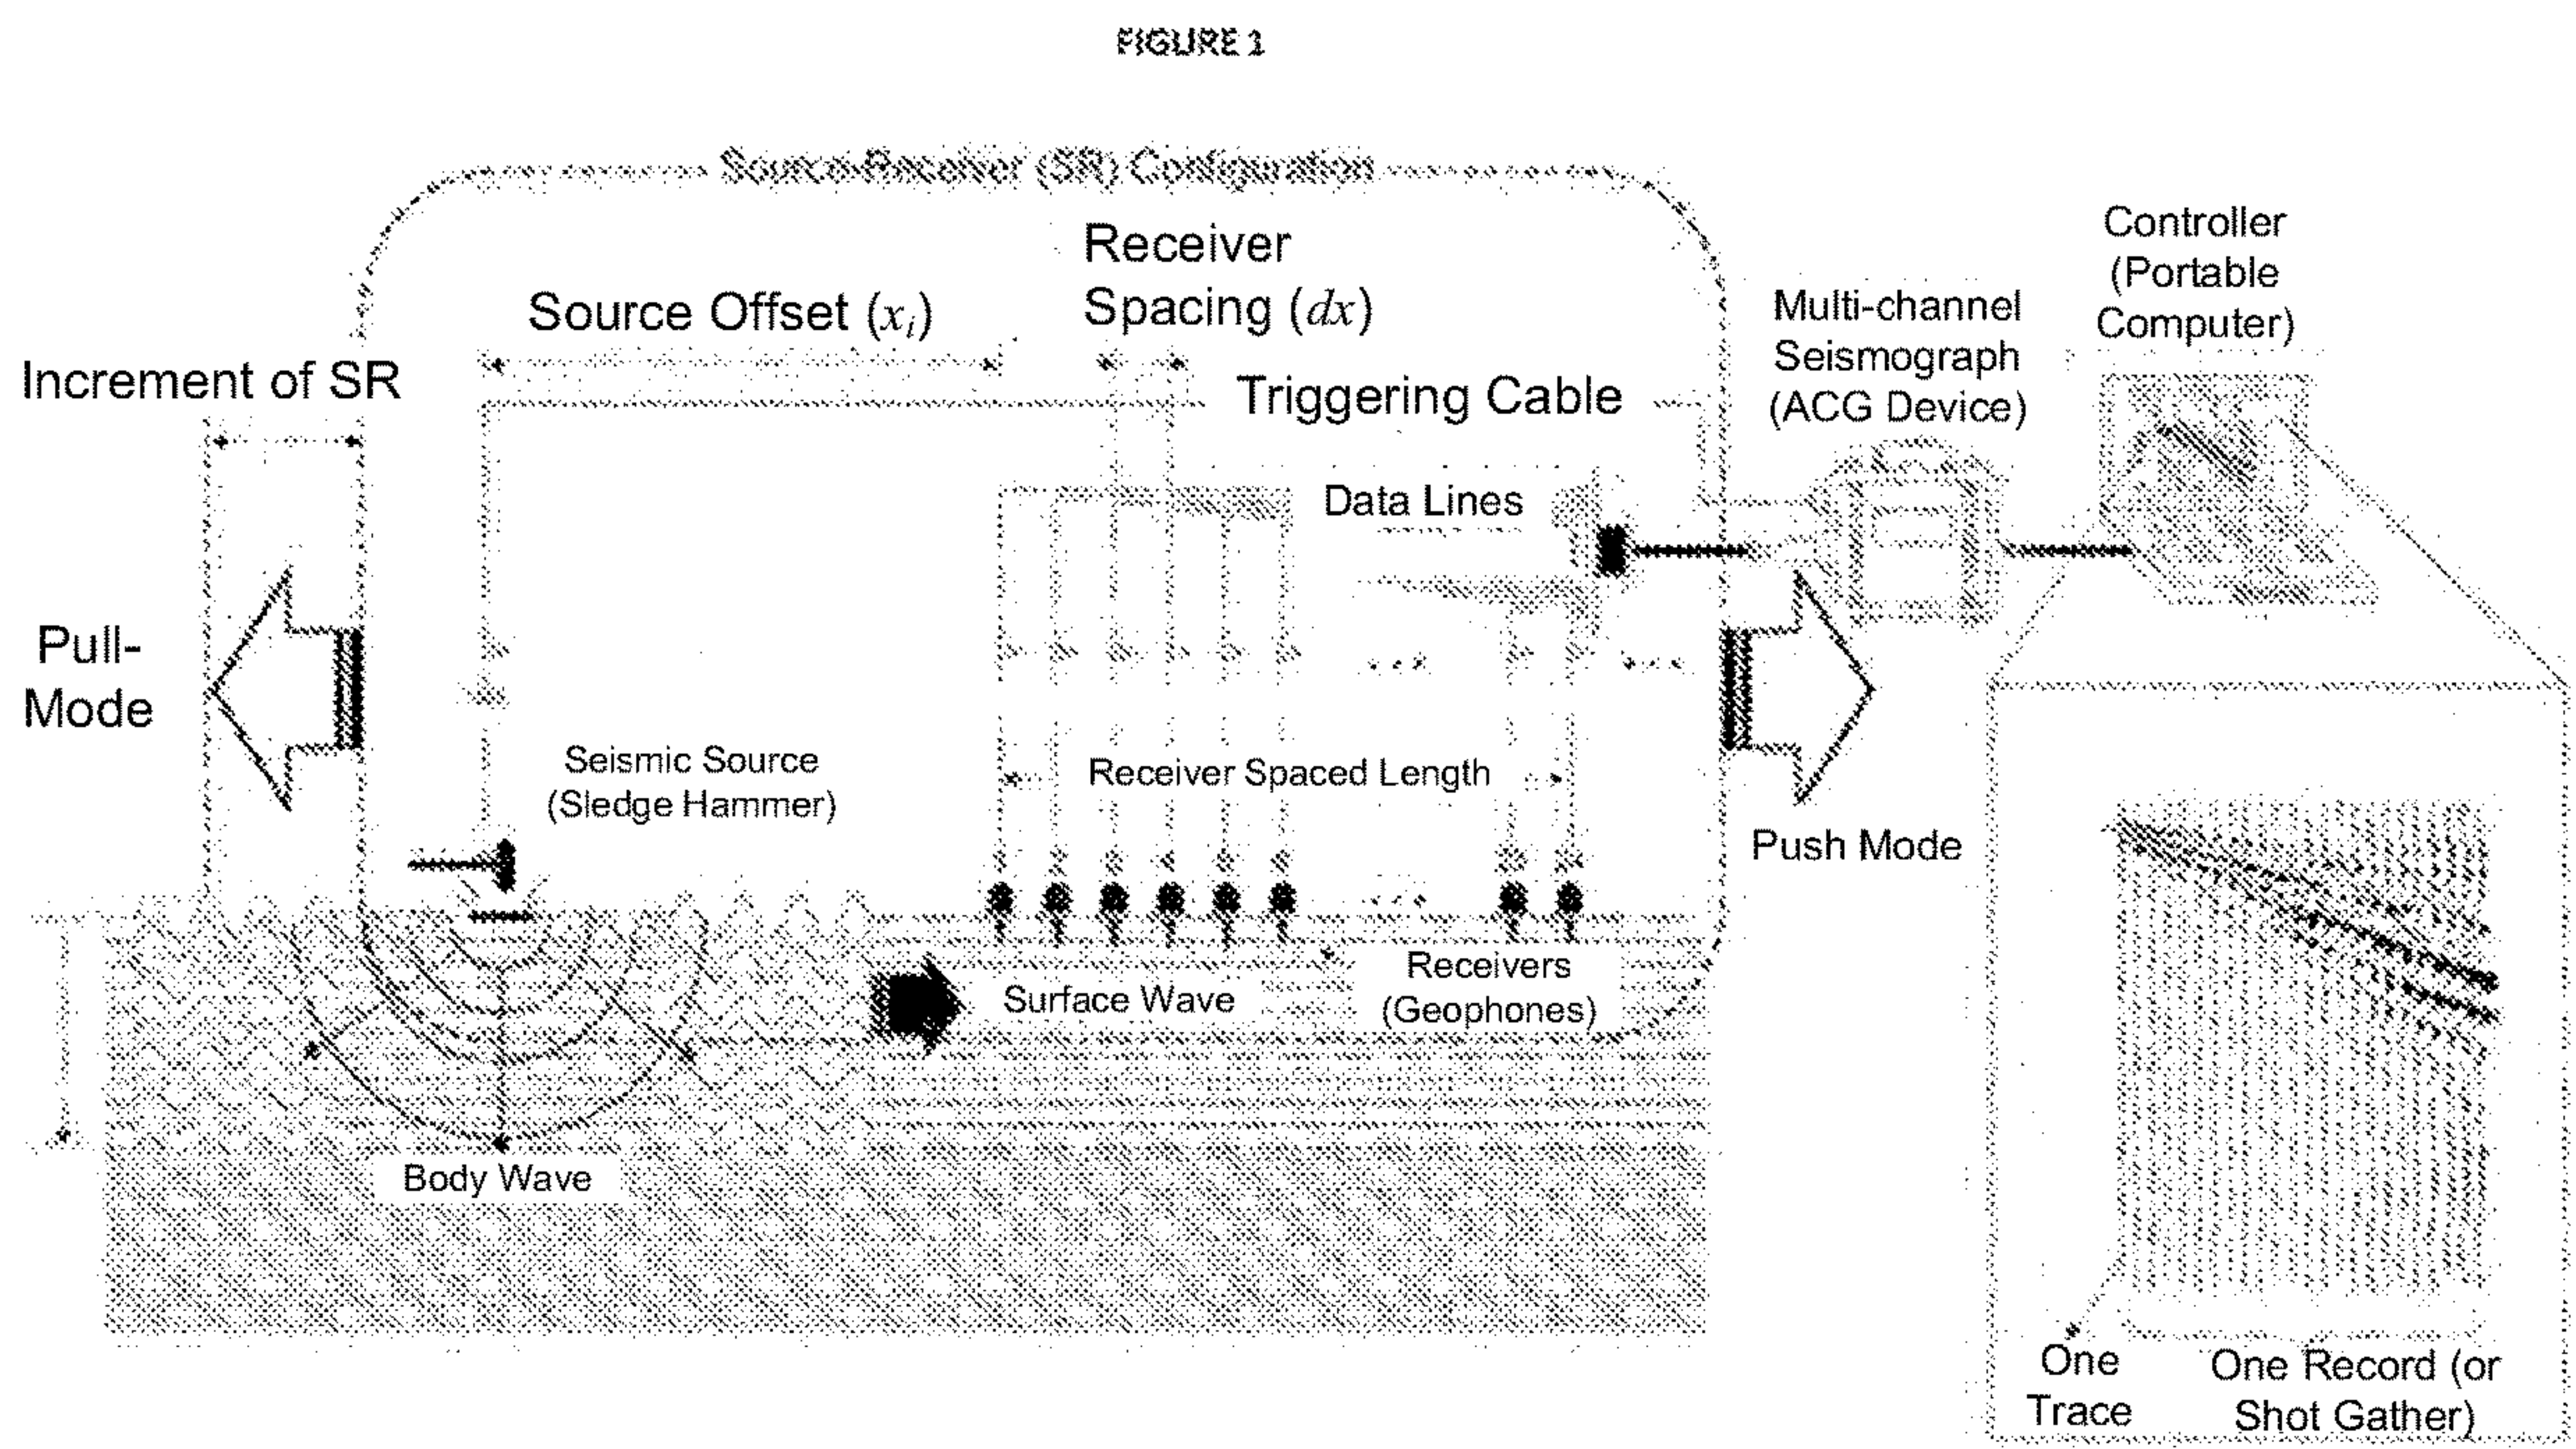 FIGURE 1
Source-Receiver (SR) Configuration
Receiver
Spacing (dx)
Source Offset (xi)
Increment of SR
Triggering Cable
Multi-channel
Seismograph
(ACG Device)
Controller
(Portable
Computer)
Data Lines
Pull-
Mode
Seismic Source
(Sledge Hammer)
Receiver Spaced Length
Push Mode
Surface Wave
Receivers
(Geophones)
Body Wave
One
Trace
One Record (or
Shot Gather)